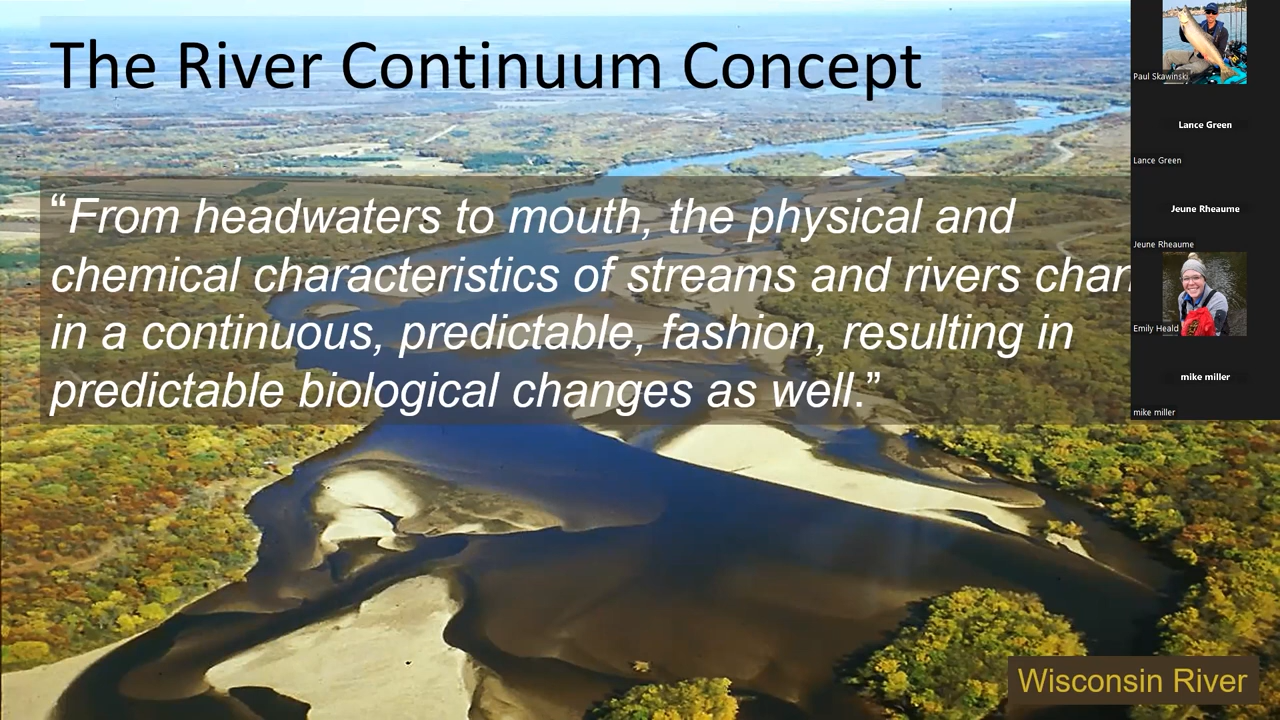 The River Continuum Concept
“From headwaters to mouth, the physical and
chemical characteristics of streams and rivers chan
in a continuous, predictable, fashion, resulting in
predictable biological changes as well.”
Wisconsin River
Paul Skawinski
Lance Green
Lance Green
Jeune Rheaume
Jeune Rheaume
Emily Heald
mike miller
mike miller